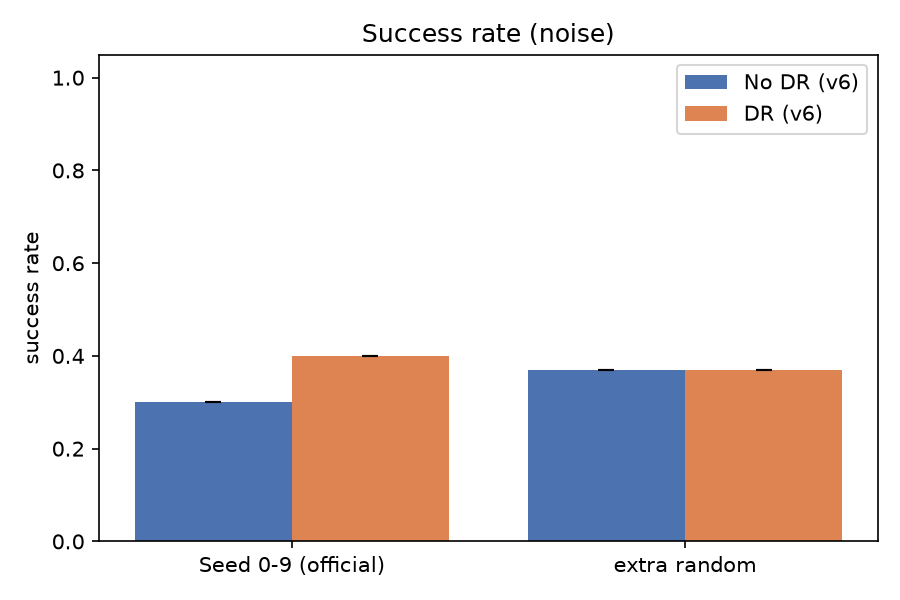 Success rate (noise)
No DR (v6)
DR (v6)
success rate
1.0
0.8
0.6
0.4
0.2
0.0
Seed 0-9 (official)
extra random